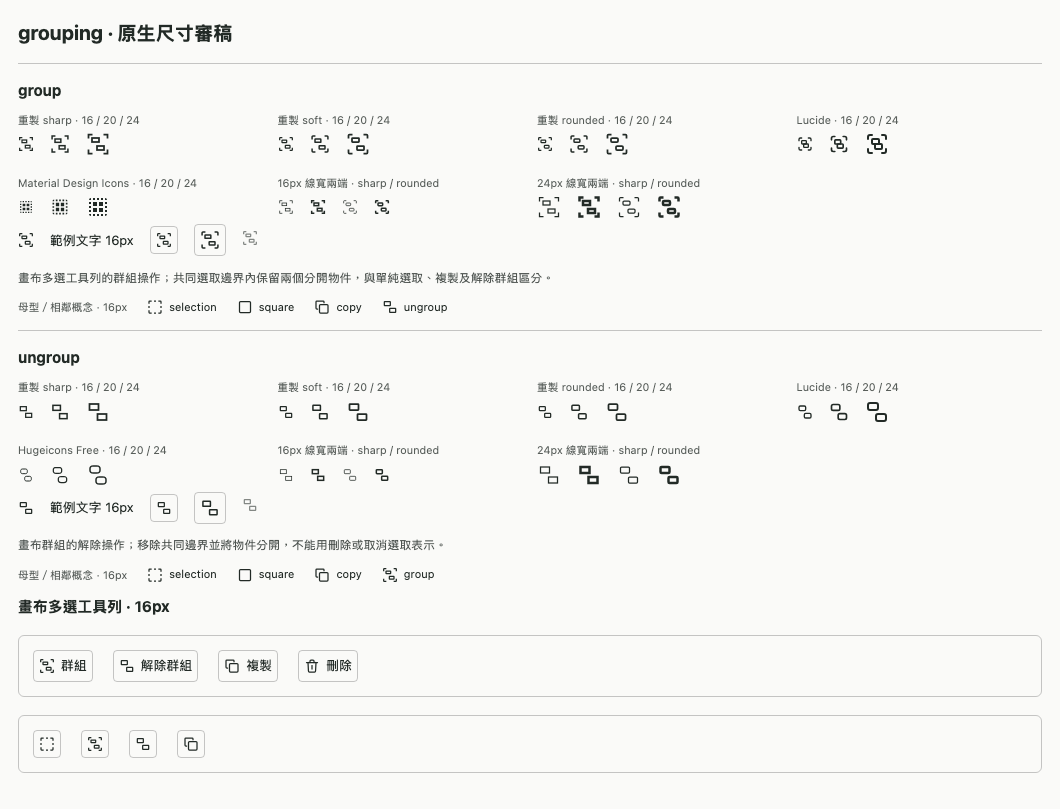 grouping · 原生尺寸審稿
group
重製 sharp · 16 / 20 / 24
重製 soft · 16 / 20 / 24
重製 rounded · 16 / 20 / 24
Lucide · 16 / 20 / 24
Material Design Icons · 16 / 20 / 24
16px 線寬兩端 · sharp / rounded
24px 線寬兩端 · sharp / rounded
範例文字 16px
畫布多選工具列的群組操作；共同選取邊界內保留兩個分開物件，與單純選取、複製及解除群組區分。
母型 / 相鄰概念 · 16px selection square copy ungroup
ungroup
重製 sharp · 16 / 20 / 24
重製 soft · 16 / 20 / 24
重製 rounded · 16 / 20 / 24
Lucide · 16 / 20 / 24
Hugeicons Free · 16 / 20 / 24
16px 線寬兩端 · sharp / rounded
24px 線寬兩端 · sharp / rounded
範例文字 16px
畫布群組的解除操作；移除共同邊界並將物件分開，不能用刪除或取消選取表示。
母型 / 相鄰概念 · 16px selection square copy group
畫布多選工具列 · 16px
群組 解除群組 複製 刪除